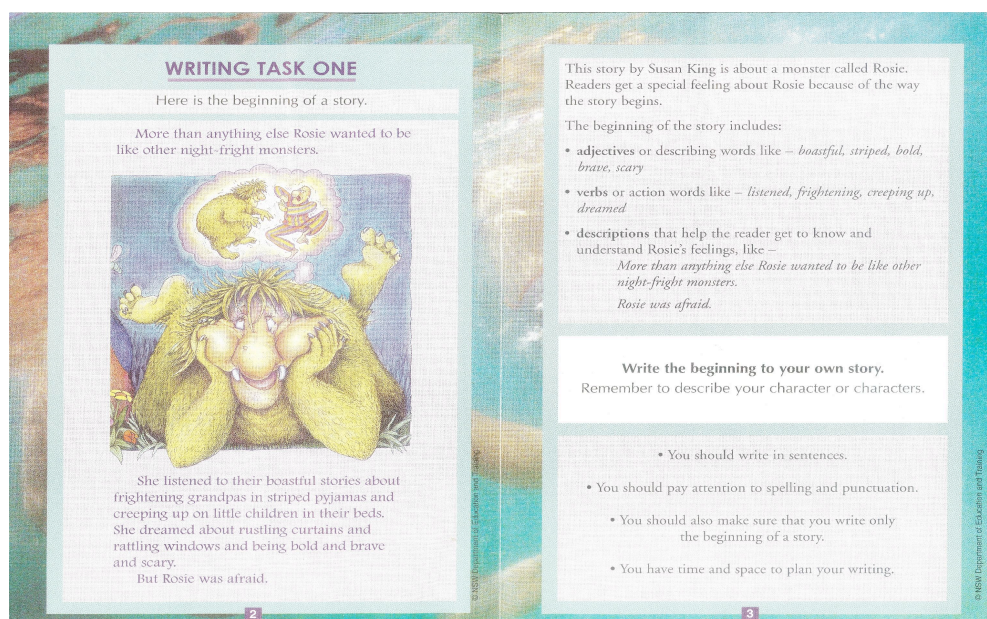 WRITING TASK ONE
Here is the beginning of a story.
More than anything else Rosie wanted to be
like other night-fright monsters.
She listened to their boastful stories about
frightening grandpas in striped pyjamas and
creeping up on little children in their beds.
She dreamed about rustling curtains and
rattling windows and being bold and brave
and scary.
But Rosie was afraid.
© NSW Department of Education and Training
2
This story by Susan King is about a monster called Rosie.
Readers get a special feeling about Rosie because of the way
the story begins.
The beginning of the story includes:
• adjectives or describing words like – boastful, striped, bold,
brave, scary
• verbs or action words like – listened, frightening, creeping up,
dreamed
• descriptions that help the reader get to know and
understand Rosie's feelings, like –
More than anything else Rosie wanted to be like other
night-fright monsters.
Rosie was afraid.
Write the beginning to your own story.
Remember to describe your character or characters.
• You should write in sentences.
• You should pay attention to spelling and punctuation.
• You should also make sure that you write only
the beginning of a story.
• You have time and space to plan your writing.
© NSW Department of Education and Training
3